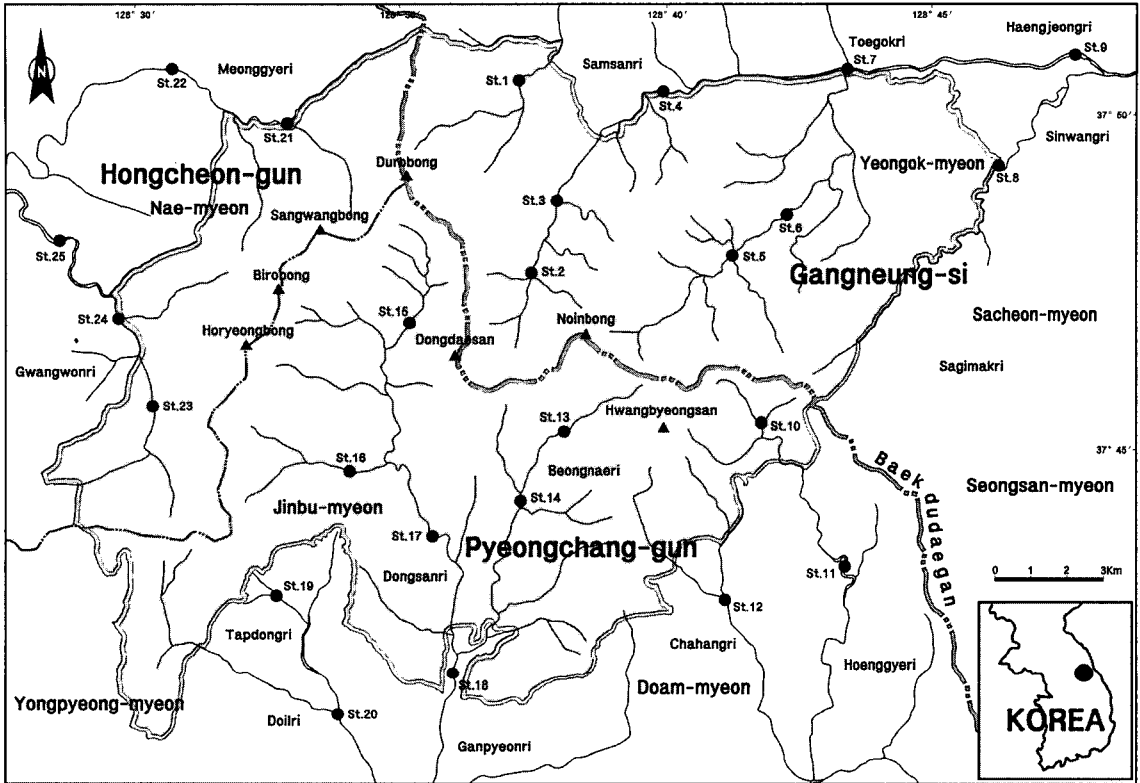 128° 30′
128° 40′
128° 45′
Haengjeongri
Toegokri
St.9
Meonggyeri
Samsanri
St.7
St.22
St.1
St.4
N
37° 50′
St.21
Sinwangri
Yeongok-myeon
St.8
Hongcheon-gun
Durobong
Nae-myeon
St.3
Sangwangbong
St.6
St.25
St.5
Birobong
St.2
Gangneung-si
St.24
St.15
Noinbong
Sacheon-myeon
Horyeongbong
Dongdaesan
Gwangwonri
Sagimakri
St.23
St.13
Hwangbyeongsan
St.10
37° 45′
St.16
Beongnaeri
Baekdudaegan
Seongsan-myeon
St.14
Jinbu-myeon
St.17
Pyeongchang-gun
Dongsanri
St.11
0 3Km
St.19
St.12
Tapdongri
Chahangri
Hoenggyeri
St.18
Doam-myeon
Yongpyeong-myeon
St.20
Doilri
KOREA
Ganpyeonri